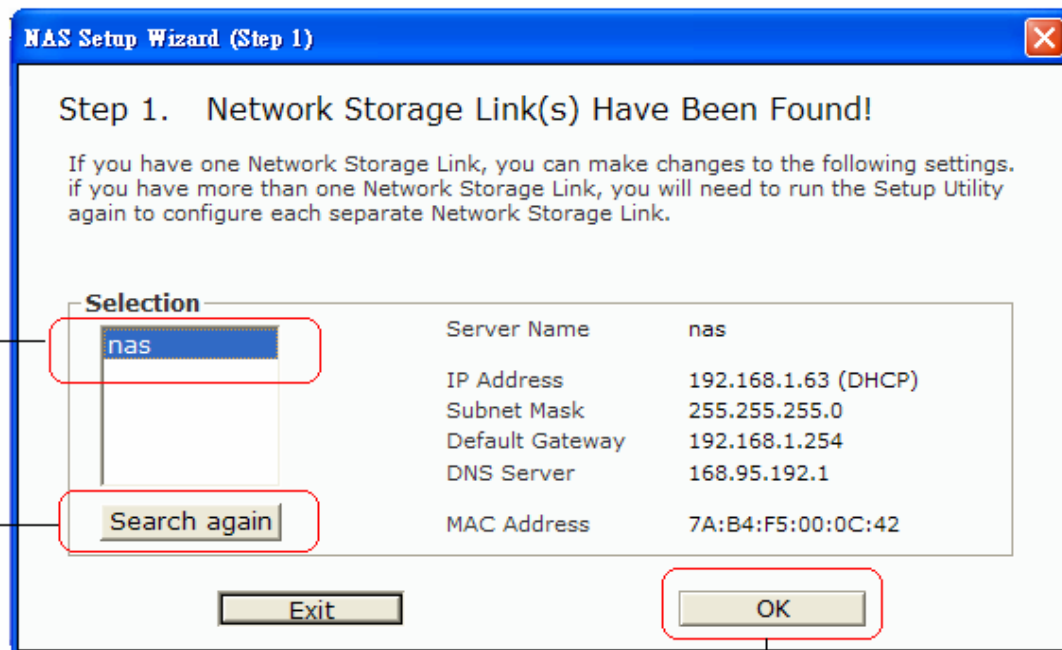 NAS Setup Wizard (Step 1)
Step 1. Network Storage Link(s) Have Been Found!
If you have one Network Storage Link, you can make changes to the following settings.
if you have more than one Network Storage Link, you will need to run the Setup Utility
again to configure each separate Network Storage Link.
Selection
nas
Search again
Server Name nas
IP Address 192.168.1.63 (DHCP)
Subnet Mask 255.255.255.0
Default Gateway 192.168.1.254
DNS Server 168.95.192.1
MAC Address 7A:B4:F5:00:0C:42
Exit
OK